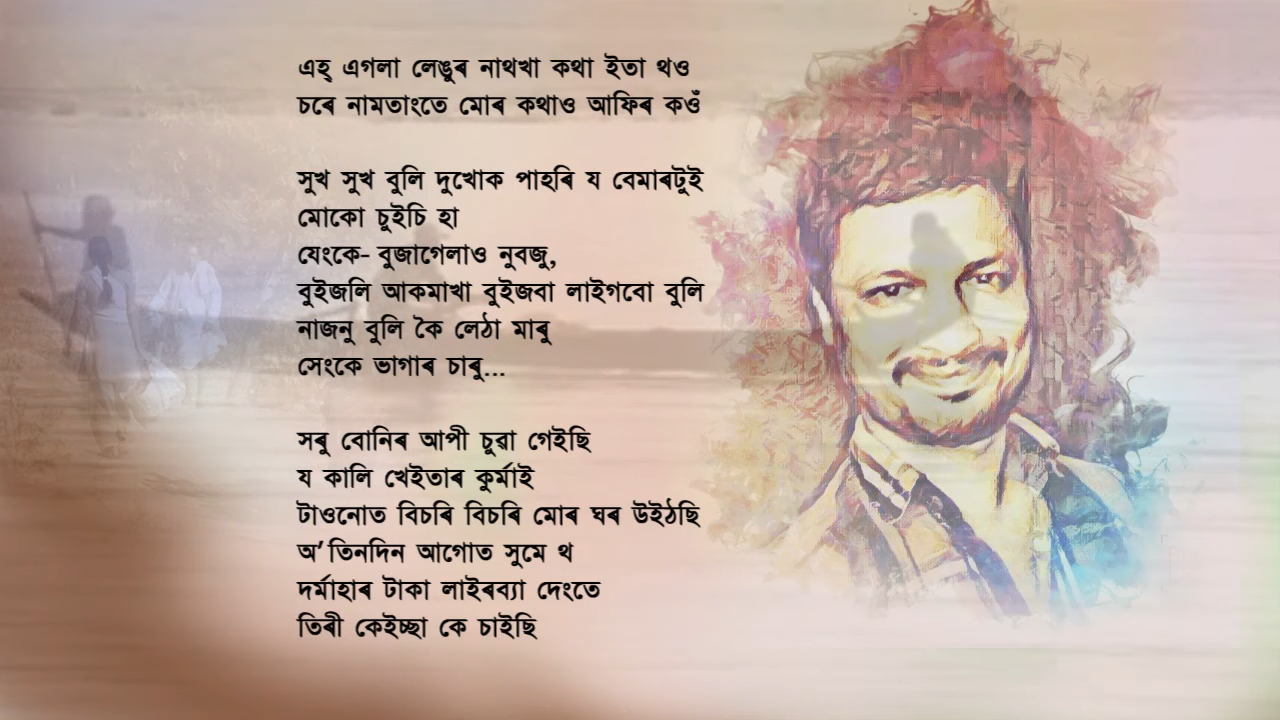 এহ্ এগলা লেঙুৰ নাথখা কথা ইতা থও
চৰে নামতাংতে মোৰ কথাও আফিৰ কওঁ
সুখ সুখ বুলি দুখোক পাহৰি য বেমাৰটুই
মোকো চুইচি হা
যেংকে- বুজাগেলাও নুবজু,
বুইজলি আকমাখা বুইজবা লাইগবো বুলি
নাজনু বুলি কৈ লেঠা মাৰু
সেংকে ভাগাৰ চাৰু...
সৰু বোনিৰ আপী চুৱা গেইছি
য কালি খেইতাৰ কুৰ্মাই
টাওনোত বিচৰি বিচৰি মোৰ ঘৰ উইঠছি
অ' তিনদিন আগোত সুমে থ
দৰ্মাহাৰ টাকা লাইৰব্যা দেংতে
তিৰী কেইচ্ছা কে চাইছি